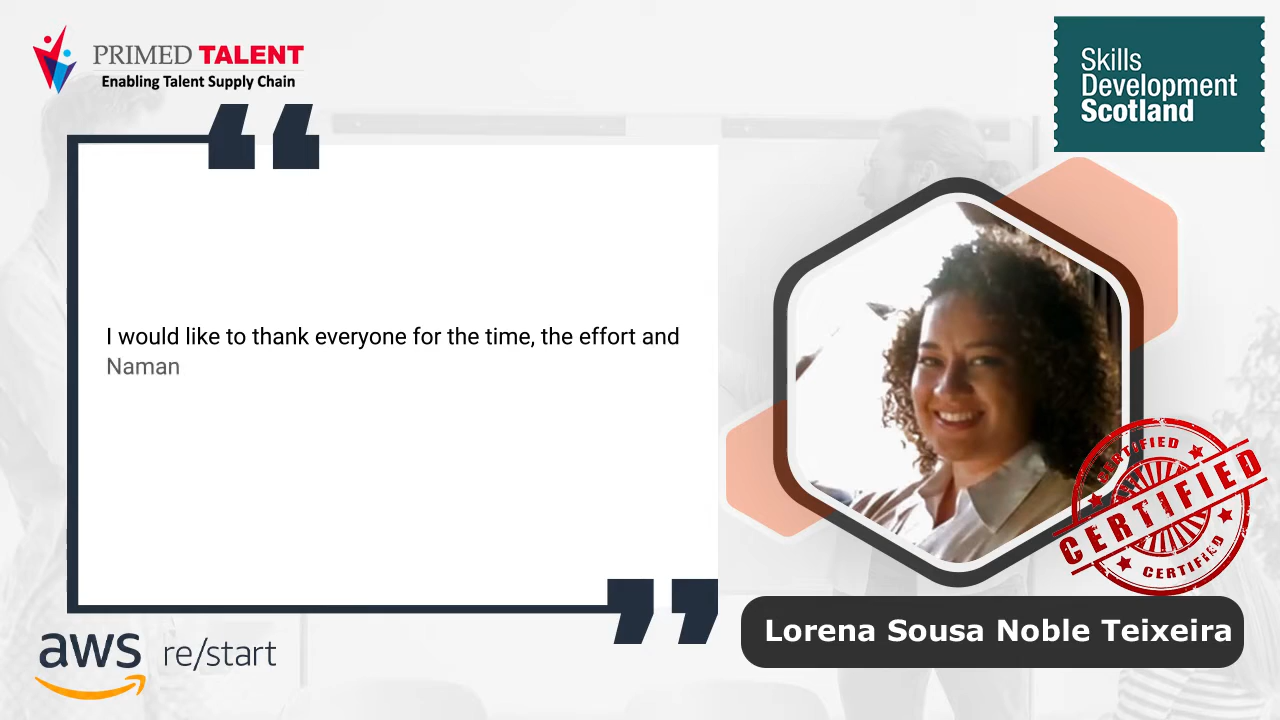 PRIMED TALENT
Enabling Talent Supply Chain
Skills
Development
Scotland
I would like to thank everyone for the time, the effort and
Naman
CERTIFIED
CERTIFIED
CERTIFIED
Lorena Sousa Noble Teixeira
aws re/start